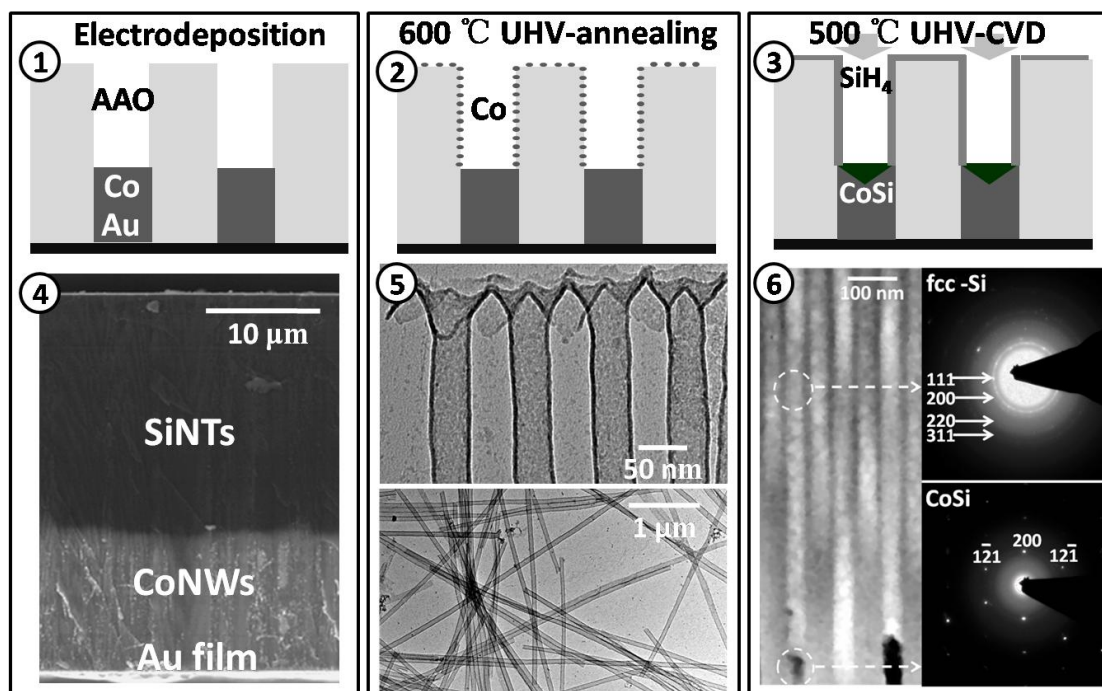 Electrodeposition
①
AAO
Co
Au
600 ℃ UHV-annealing
②
Co
500 ℃ UHV-CVD
③
SiH₄
CoSi
④
10 μm
SiNTs
CoNWs
Au film
⑤
50 nm
1 μm
⑥
100 nm
fcc -Si
111
200
220
311
CoSi
200
12̄1 121̄